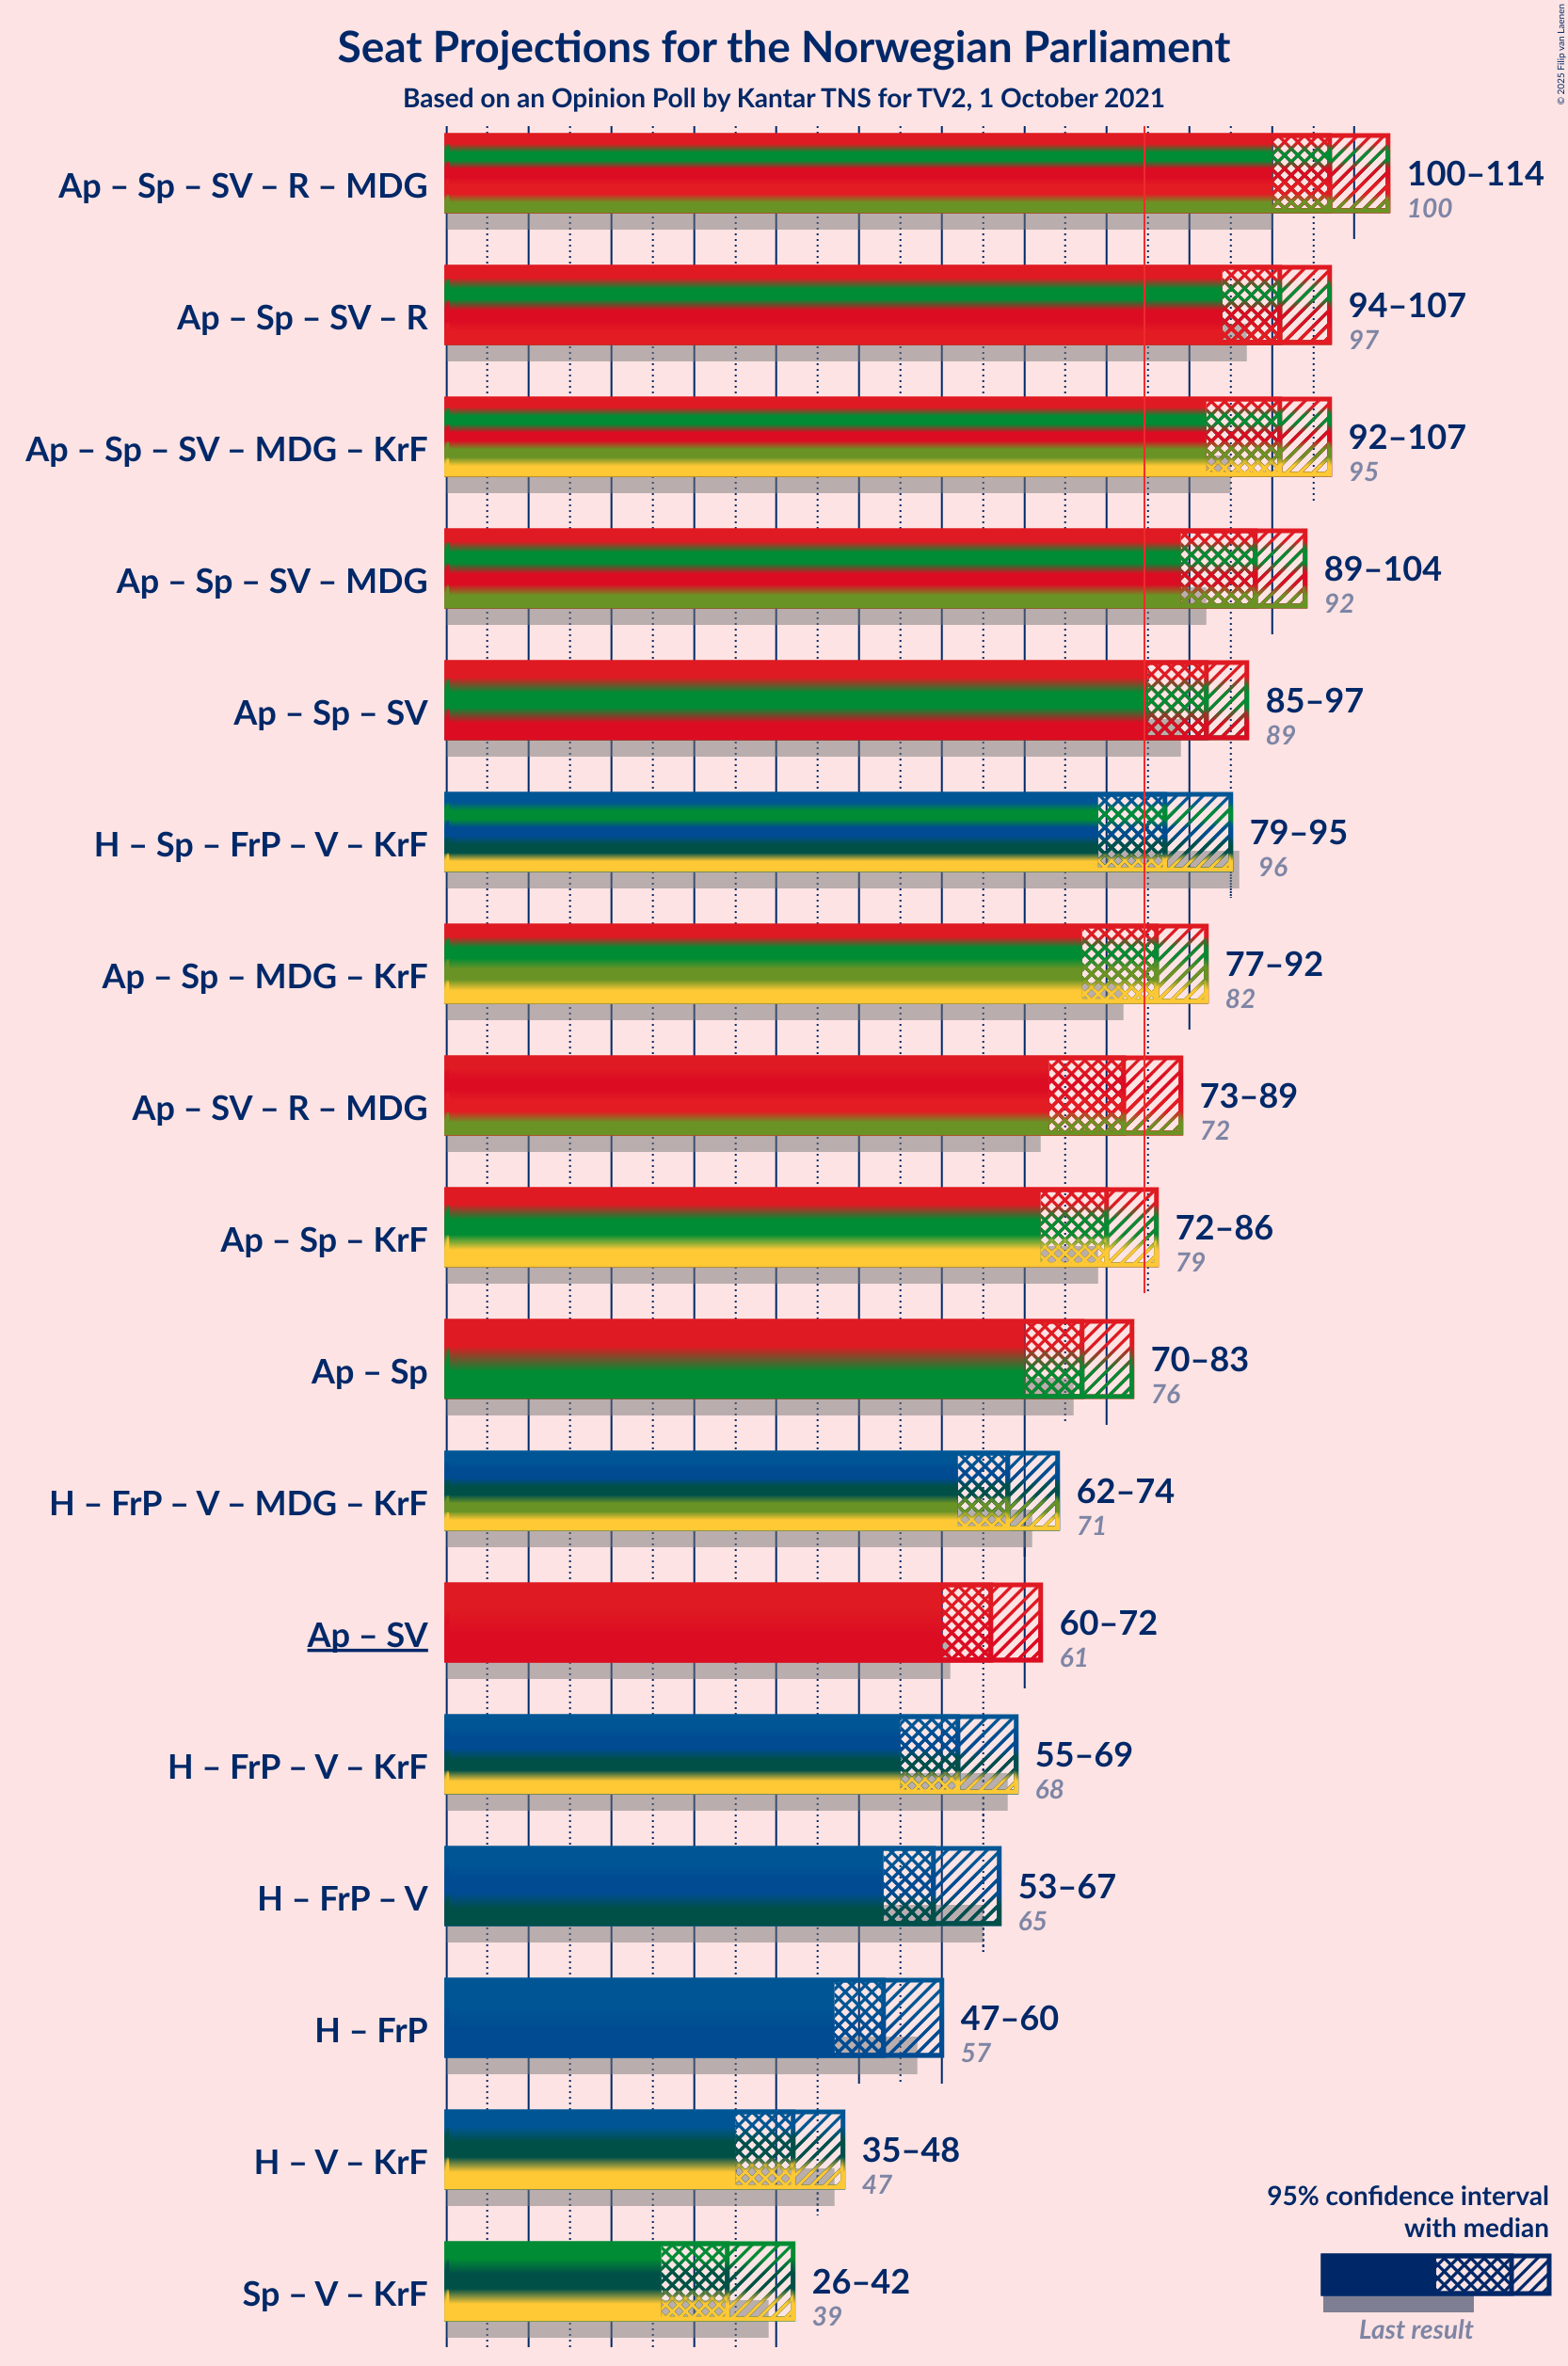 Seat Projections for the Norwegian Parliament
Based on an Opinion Poll by Kantar TNS for TV2, 1 October 2021
© 2025 Filip van Laenen
Ap – Sp – SV – R – MDG
100–114
100
Ap – Sp – SV – R
94–107
97
Ap – Sp – SV – MDG – KrF
92–107
95
Ap – Sp – SV – MDG
89–104
92
Ap – Sp – SV
85–97
89
H – Sp – FrP – V – KrF
79–95
96
Ap – Sp – MDG – KrF
77–92
82
Ap – SV – R – MDG
73–89
72
Ap – Sp – KrF
72–86
79
Ap – Sp
70–83
76
H – FrP – V – MDG – KrF
62–74
71
Ap – SV
60–72
61
H – FrP – V – KrF
55–69
68
H – FrP – V
53–67
65
H – FrP
47–60
57
H – V – KrF
35–48
47
Sp – V – KrF
26–42
39
95% confidence interval
with median
Last result